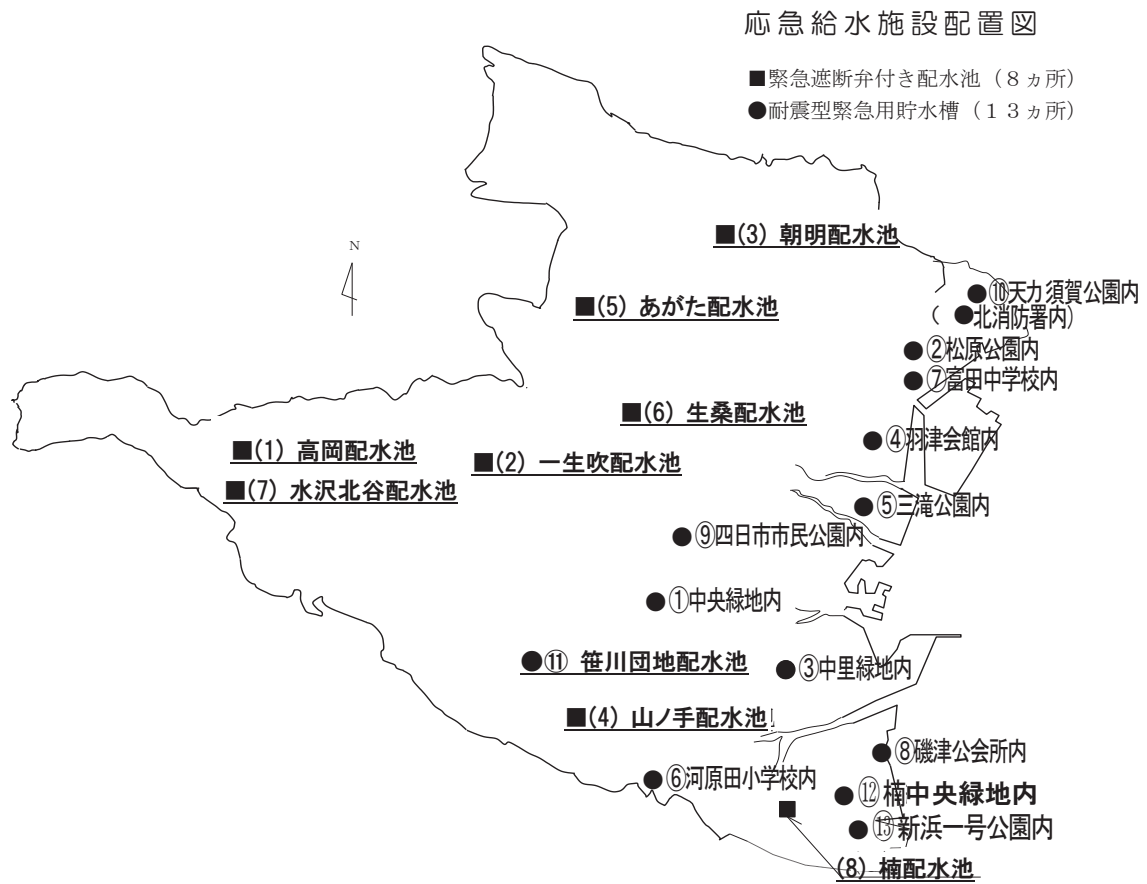 応急給水施設配置図
■緊急遮断弁付き配水池（８ヵ所）
●耐震型緊急用貯水槽（１３ヵ所）
N
■(3) 朝明配水池
■(5) あがた配水池
●⑩天カ須賀公園内
( ●北消防署内)
●②松原公園内
●⑦富田中学校内
■(6) 生桑配水池
●④羽津会館内
■(1) 高岡配水池
■(2) 一生吹配水池
■(7) 水沢北谷配水池
●⑤三滝公園内
●⑨四日市市民公園内
●①中央緑地内
●⑪ 笹川団地配水池
●③中里緑地内
■(4) 山ノ手配水池
●⑧磯津公会所内
●⑥河原田小学校内
●⑫楠中央緑地内
●⑬新浜一号公園内
■(8) 楠配水池